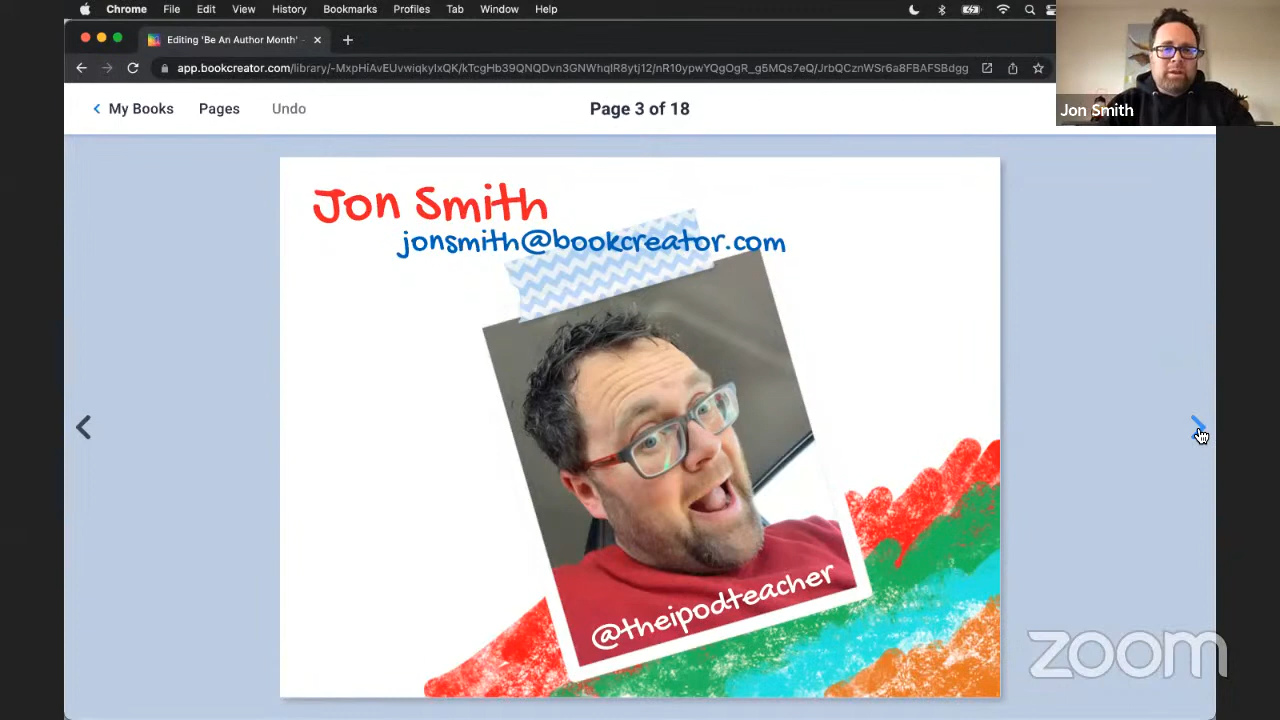 Chrome File Edit View History Bookmarks Profiles Tab Window Help
Editing 'Be An Author Month' -
app.bookcreator.com/library/-MxpHiAvEUvwiqkyIxQK/kTcgHb39QNQDvn3GNWhqlR8ytj12/nR10ypwYQgOgR_g5MQs7eQ/JrbQCznWSr6a8FBAFSBdgg
Jon Smith
My Books Pages Undo Page 3 of 18
Jon Smith
jonsmith@bookcreator.com
@theipodteacher
zoom